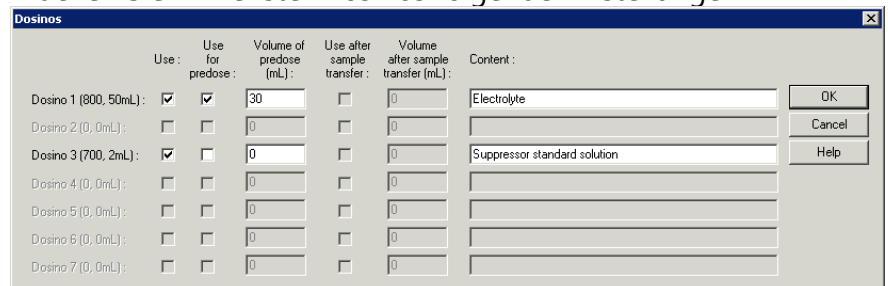 Dosinos
Use : Use for predose : Volume of predose (mL) : Use after sample transfer : Volume after sample transfer (mL) : Content :
Dosino 1 (800, 50mL) : 30 0 Electrolyte OK
Dosino 2 (0, 0mL) : 0 0 Cancel
Dosino 3 (700, 2mL) : 0 0 Suppressor standard solution Help
Dosino 4 (0, 0mL) : 0 0
Dosino 5 (0, 0mL) : 0 0
Dosino 6 (0, 0mL) : 0 0
Dosino 7 (0, 0mL) : 0 0